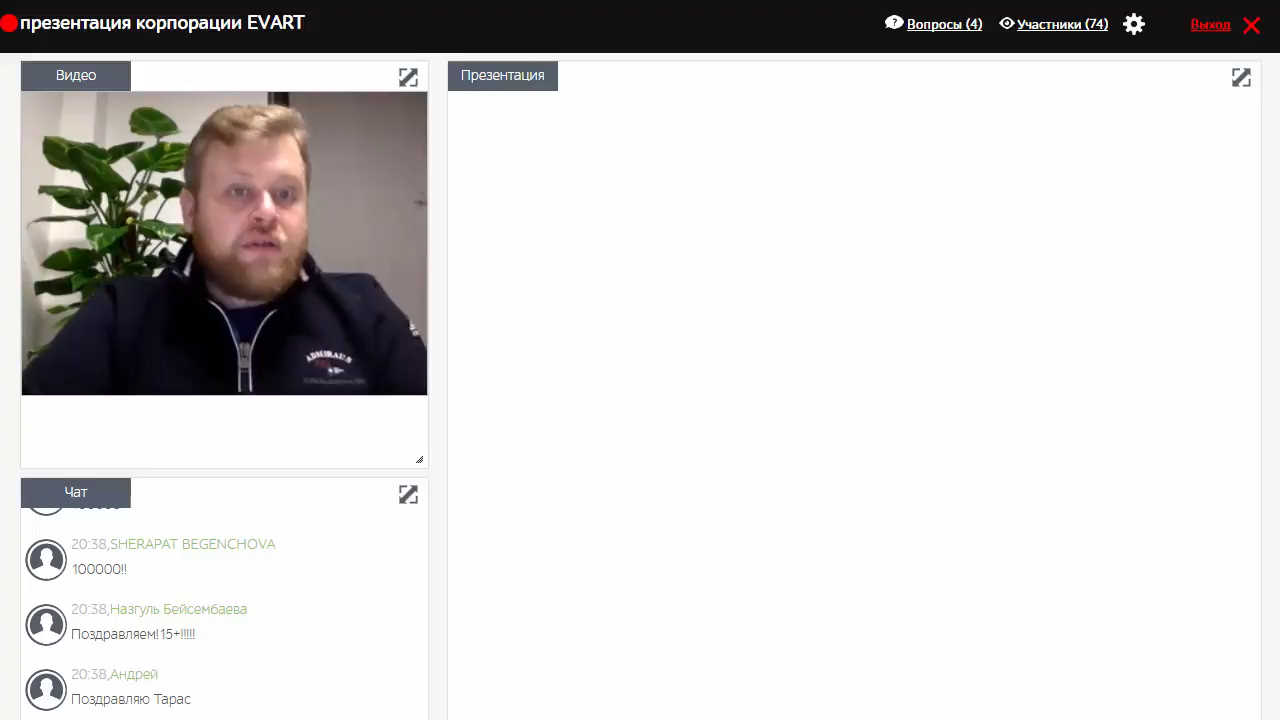 презентация корпорации EVART
Вопросы (4)
Участники (74)
Выход
Видео
Презентация
ADMIRAL'S
Чат
20:38,SHERAPAT BEGENCHOVA
100000!!
20:38,Назгуль Бейсембаева
Поздравляем!15+!!!!!
20:38,Андрей
Поздравляю Тарас